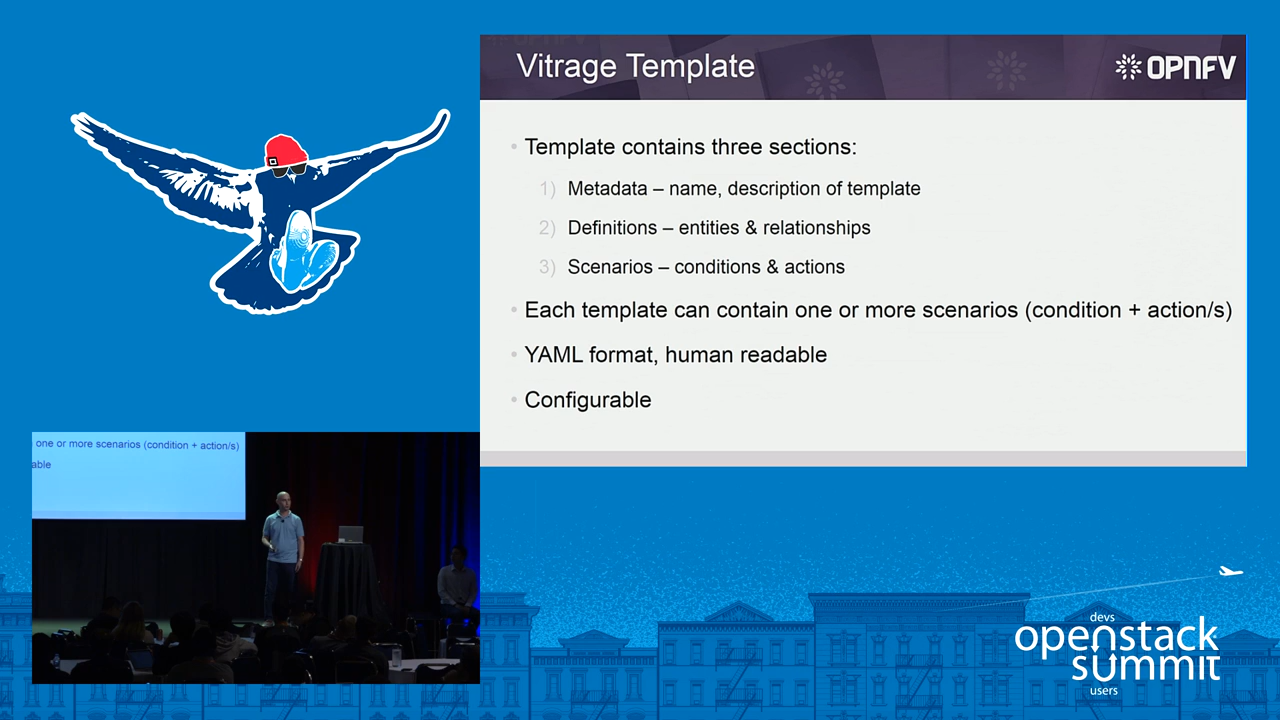 Vitrage Template
OPNFV
• Template contains three sections:
1) Metadata – name, description of template
2) Definitions – entities & relationships
3) Scenarios – conditions & actions
• Each template can contain one or more scenarios (condition + action/s)
• YAML format, human readable
• Configurable
one or more scenarios (condition + action/s)
able
devs
openstack
summit
users